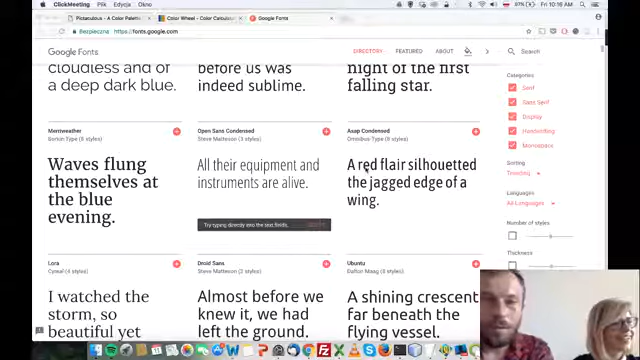 ClickMeeting Plik Edycja Okno
87% Fri 10:16 AM
Pictaculous - A Color Palette
Color Wheel - Color Calculat
Google Fonts
Bezpieczna https://fonts.google.com
Google Fonts
DIRECTORY FEATURED ABOUT
Search
cloudless and of
a deep dark blue.
before us was
indeed sublime.
night of the first
falling star.
Categories
Serif
Sans Serif
Display
Handwriting
Monospace
Sorting
Trending
Languages
All Languages
Number of styles
Thickness
Merriweather
Sorkin Type (8 styles)
Waves flung
themselves at
the blue
evening.
Open Sans Condensed
Steve Matteson (3 styles)
All their equipment and
instruments are alive.
Try typing directly into the text fields.
Asap Condensed
Omnibus-Type (8 styles)
A red flair silhouetted
the jagged edge of a
wing.
Lora
Cyreal (4 styles)
I watched the
storm, so
beautiful yet
Droid Sans
Steve Matteson (2 styles)
Almost before we
knew it, we had
left the ground.
Ubuntu
Dalton Maag (8 styles)
A shining crescent
far beneath the
flying vessel.